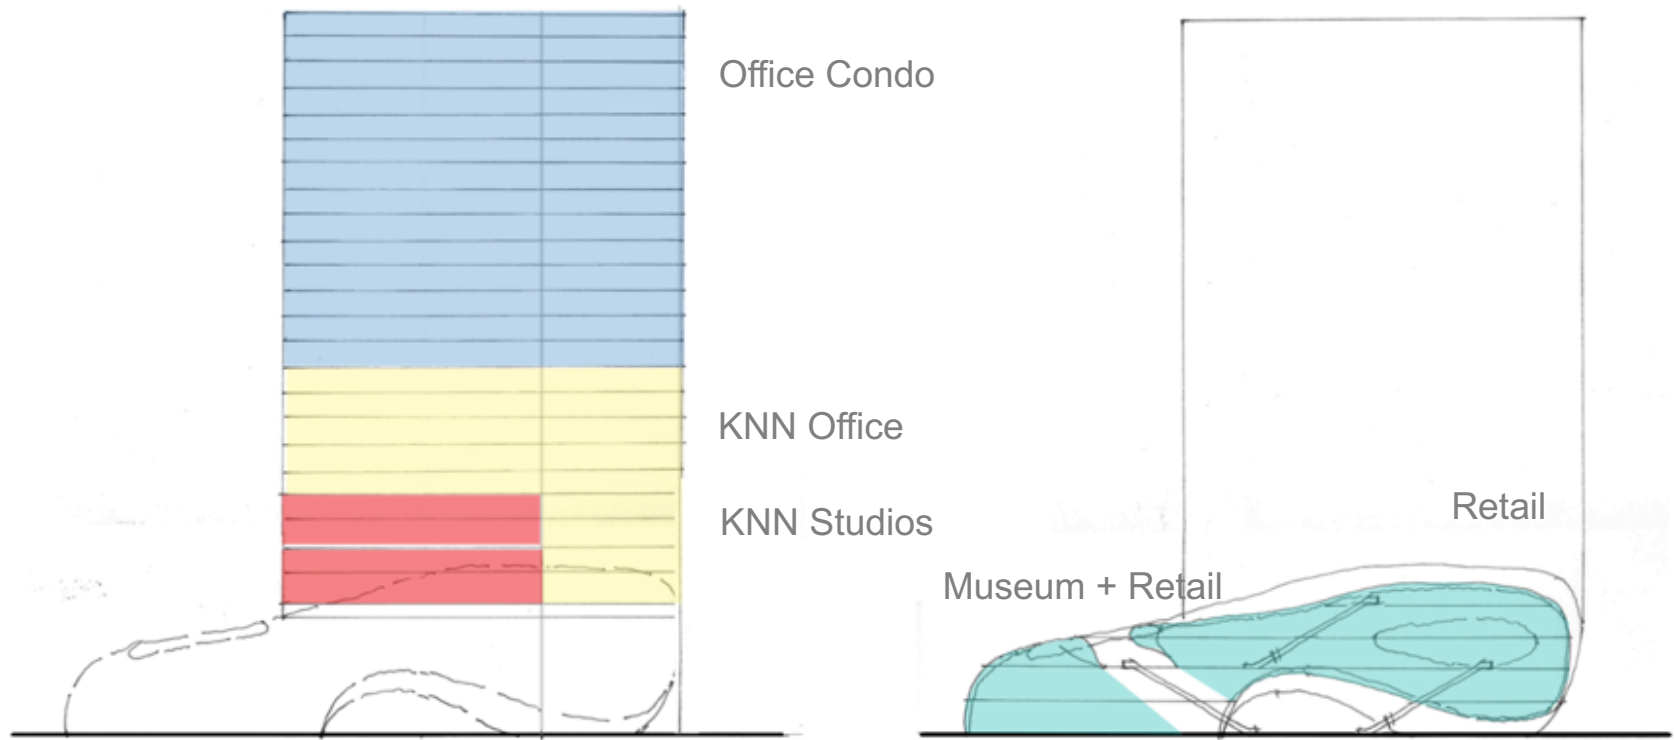 Office Condo
KNN Office
KNN Studios
Retail
Museum + Retail